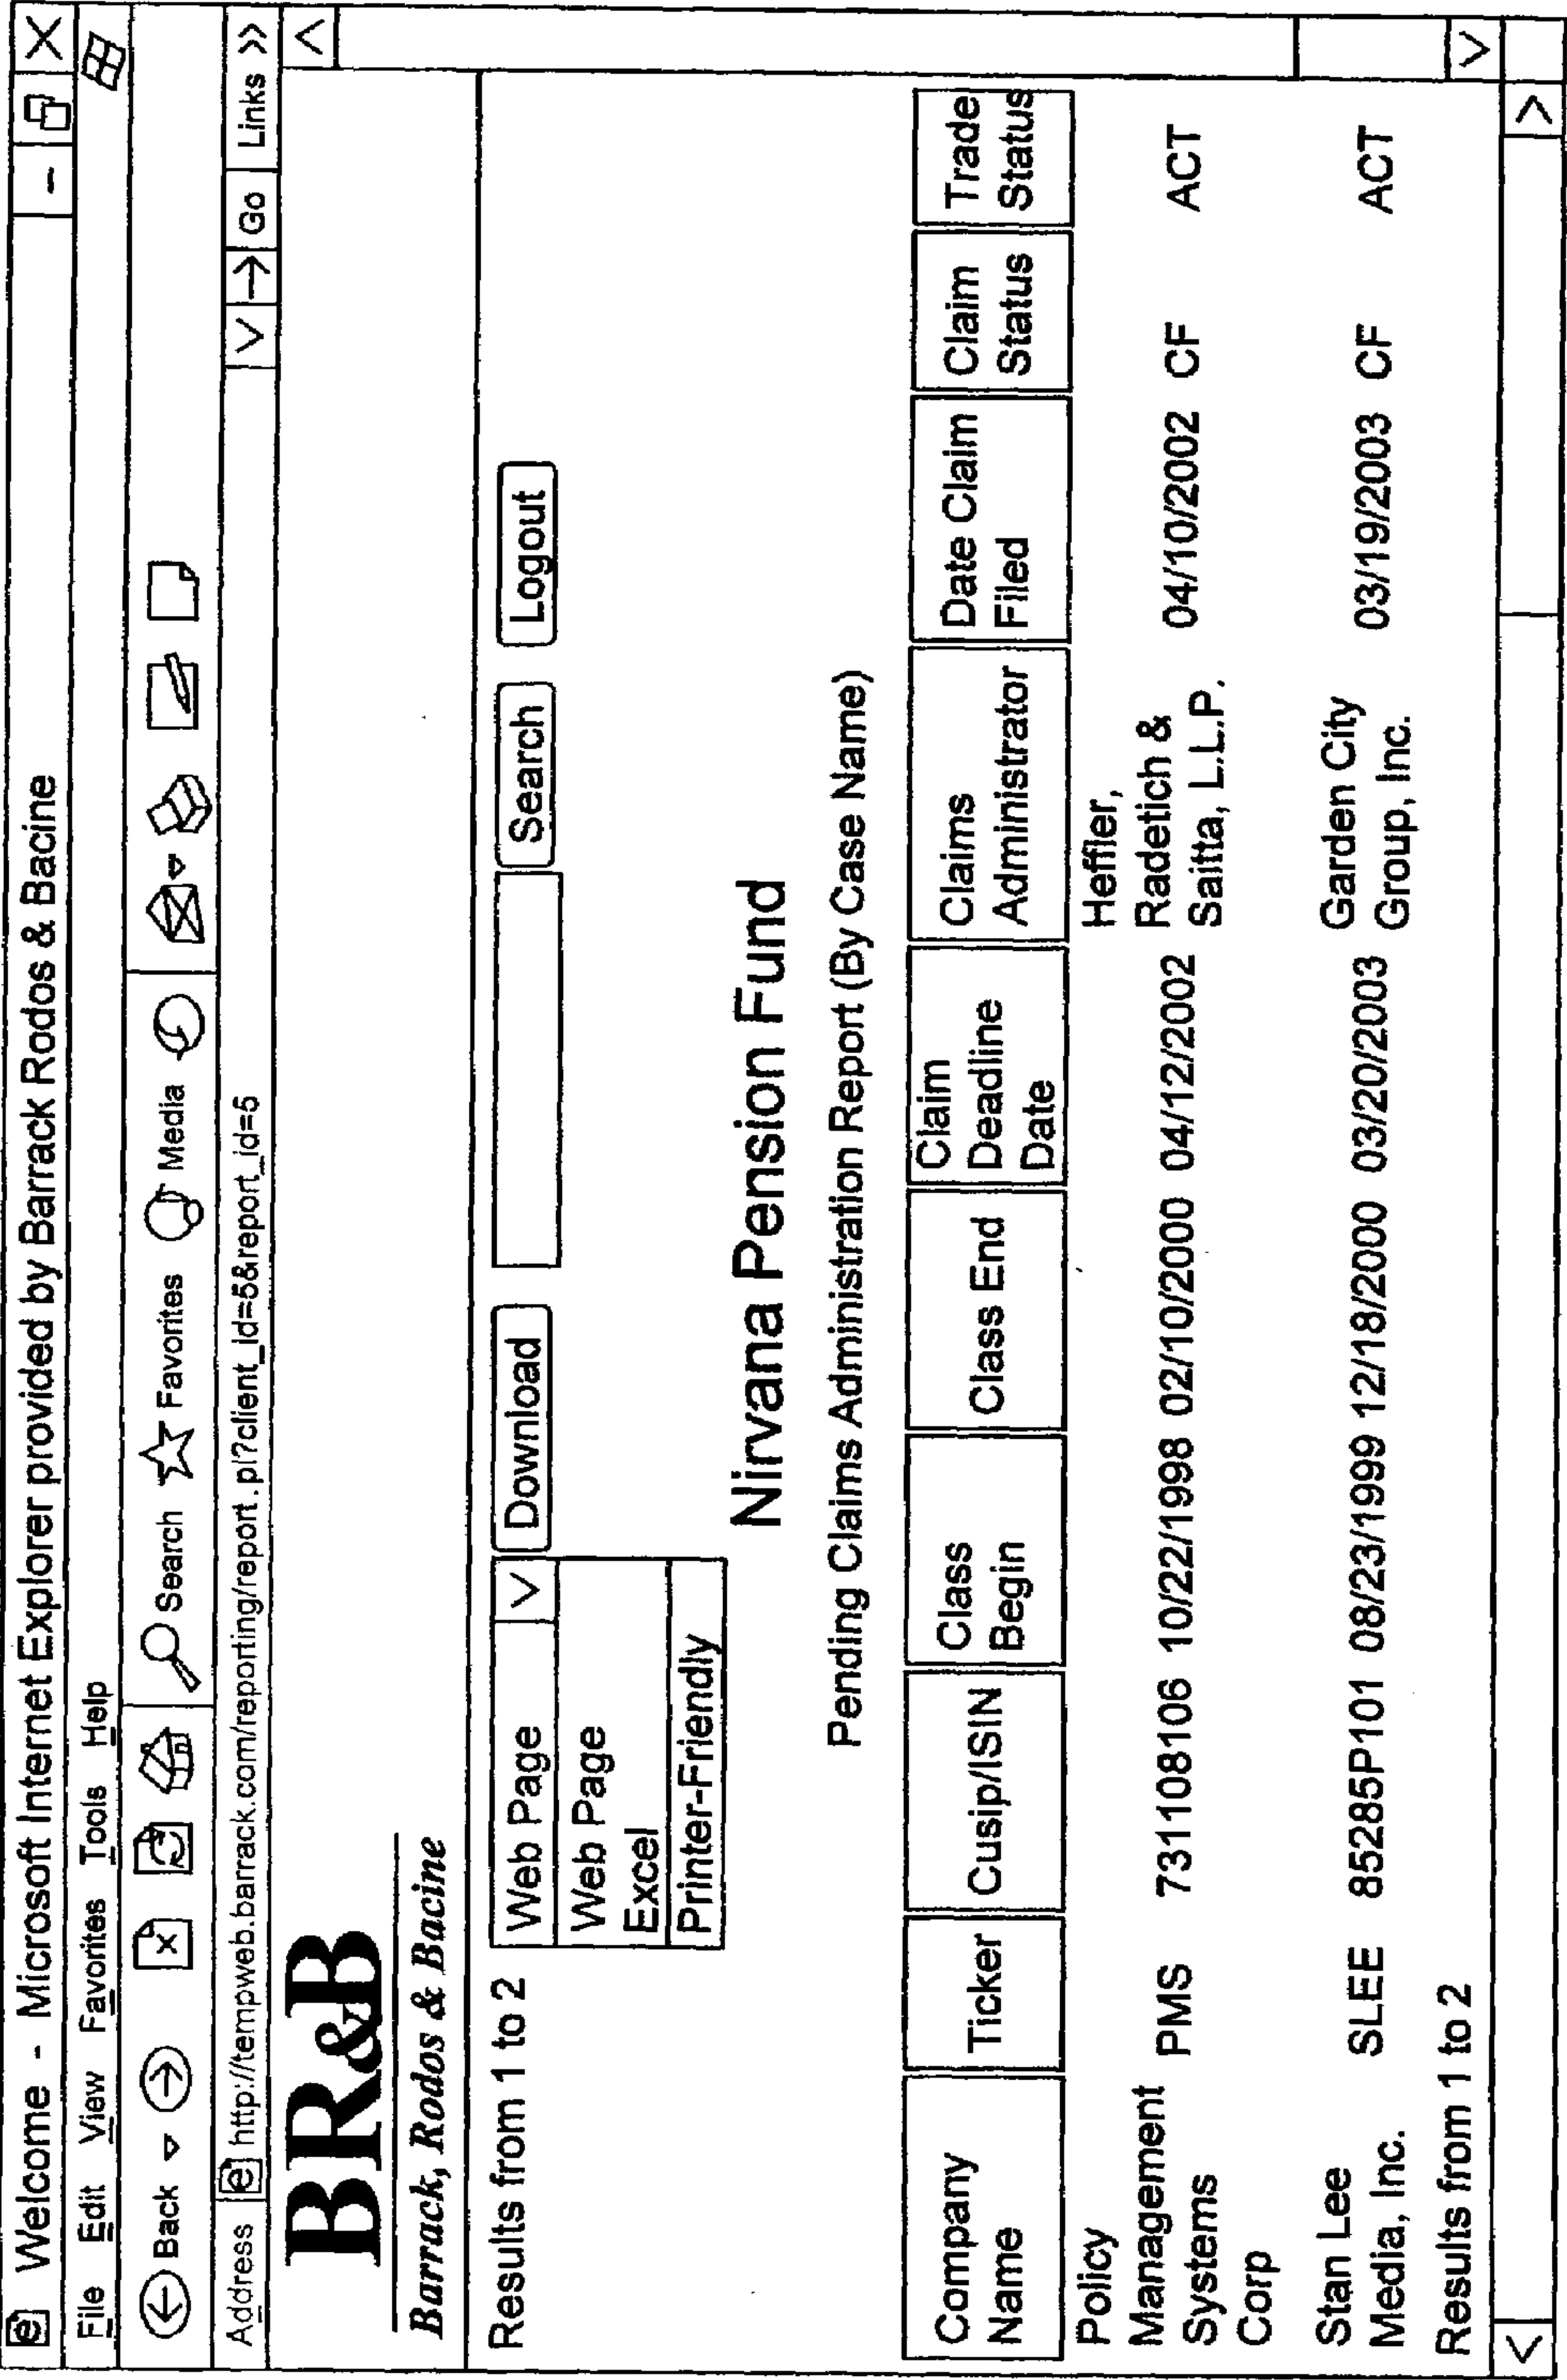 Welcome - Microsoft Internet Explorer provided by Barrack Rodos & Bacine
File Edit View Favorites Tools Help
Back Search Favorites Media
Address http://tempweb.barrack.com/reporting/report.pl?client_id=5&report_id=5 Go Links >>
BR&B
Barrack, Rodos & Bacine
Results from 1 to 2 Web Page Download Search Logout
Web Page
Excel
Printer-Friendly
Nirvana Pension Fund
Pending Claims Administration Report (By Case Name)
Company Name Ticker Cusip/ISIN Class Begin Class End Claim Deadline Date Claims Administrator Date Claim Filed Claim Status Trade Status
Policy Management Systems Corp PMS 731108106 10/22/1998 02/10/2000 04/12/2002 Heffler, Radetich & Saitta, L.L.P. 04/10/2002 CF ACT
Stan Lee Media, Inc. SLEE 85285P101 08/23/1999 12/18/2000 03/20/2003 Garden City Group, Inc. 03/19/2003 CF ACT
Results from 1 to 2